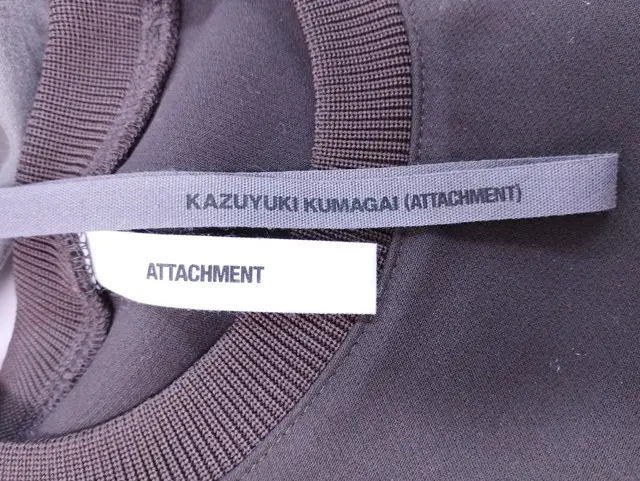 KAZUYUKI KUMAGAI (ATTACHMENT)
ATTACHMENT